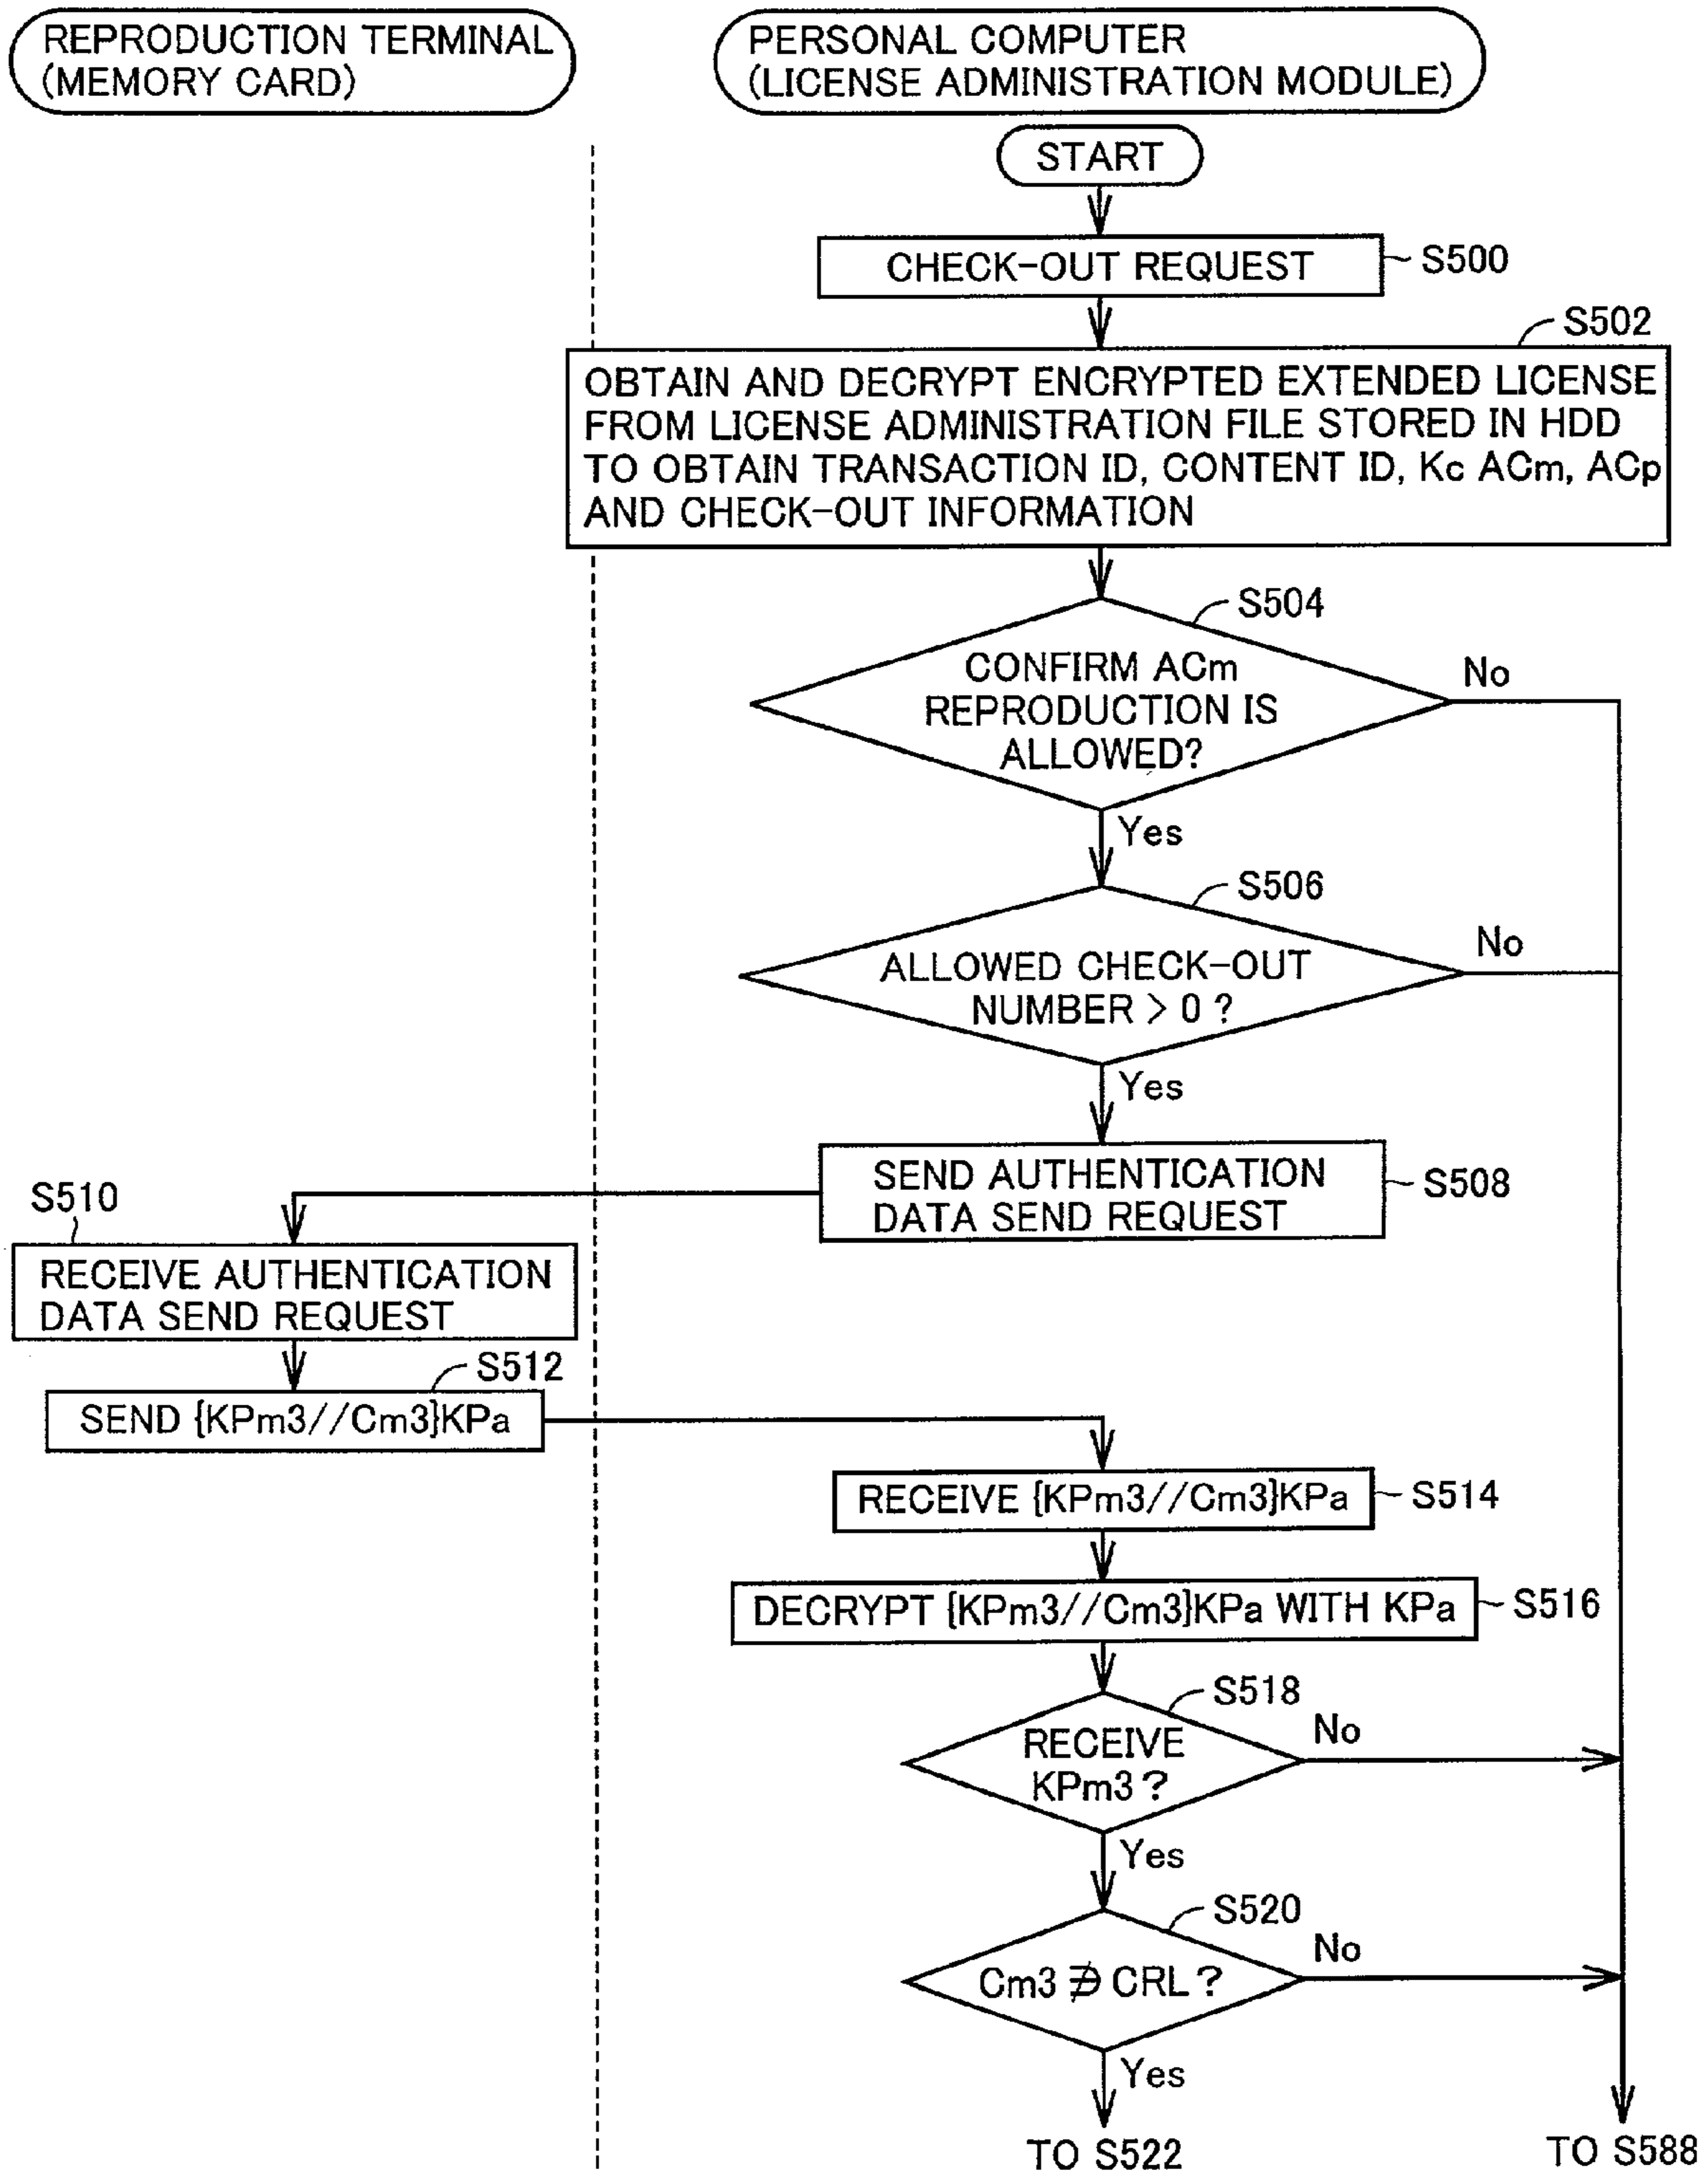 REPRODUCTION TERMINAL
(MEMORY CARD)
PERSONAL COMPUTER
(LICENSE ADMINISTRATION MODULE)
START
CHECK-OUT REQUEST
S500
S502
OBTAIN AND DECRYPT ENCRYPTED EXTENDED LICENSE
FROM LICENSE ADMINISTRATION FILE STORED IN HDD
TO OBTAIN TRANSACTION ID, CONTENT ID, Kc ACm, ACp
AND CHECK-OUT INFORMATION
S504
CONFIRM ACm
REPRODUCTION IS
ALLOWED?
No
Yes
S506
ALLOWED CHECK-OUT
NUMBER > 0 ?
No
Yes
SEND AUTHENTICATION
DATA SEND REQUEST
S508
S510
RECEIVE AUTHENTICATION
DATA SEND REQUEST
S512
SEND {KPm3//Cm3}KPa
RECEIVE {KPm3//Cm3}KPa
S514
DECRYPT {KPm3//Cm3}KPa WITH KPa
S516
S518
RECEIVE
KPm3 ?
No
Yes
S520
Cm3 ∌ CRL ?
No
Yes
TO S522
TO S588